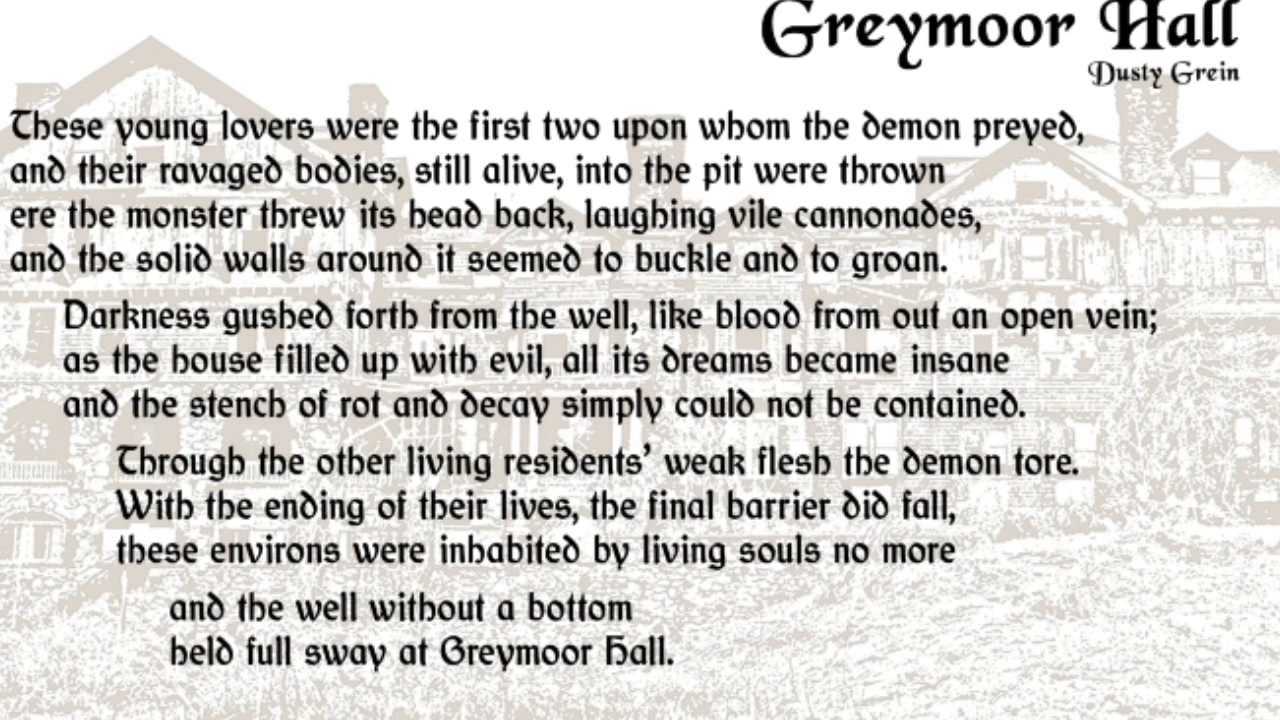 Greymoor Hall
Dusty Grein
These young lovers were the first two upon whom the demon preyed,
and their ravaged bodies, still alive, into the pit were thrown
ere the monster threw its head back, laughing vile cannonades,
and the solid walls around it seemed to buckle and to groan.
Darkness gushed forth from the well, like blood from out an open vein;
as the house filled up with evil, all its dreams became insane
and the stench of rot and decay simply could not be contained.
Through the other living residents’ weak flesh the demon tore.
With the ending of their lives, the final barrier did fall,
these environs were inhabited by living souls no more
and the well without a bottom
held full sway at Greymoor Hall.